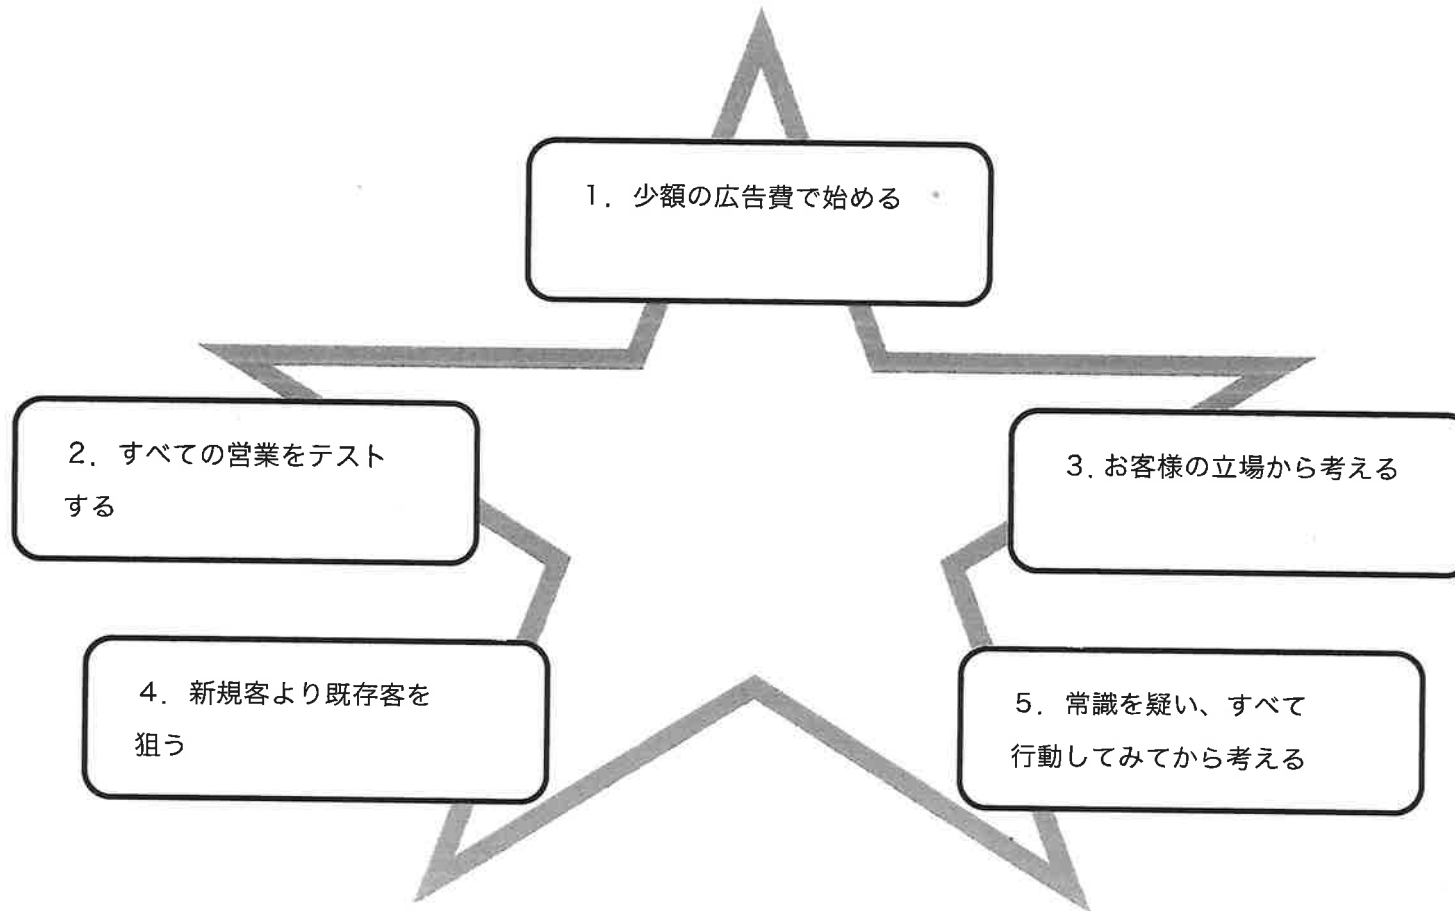 1．少額の広告費で始める
2．すべての営業をテスト
する
3．お客様の立場から考える
4．新規客より既存客を
狙う
5．常識を疑い、すべて
行動してみてから考える